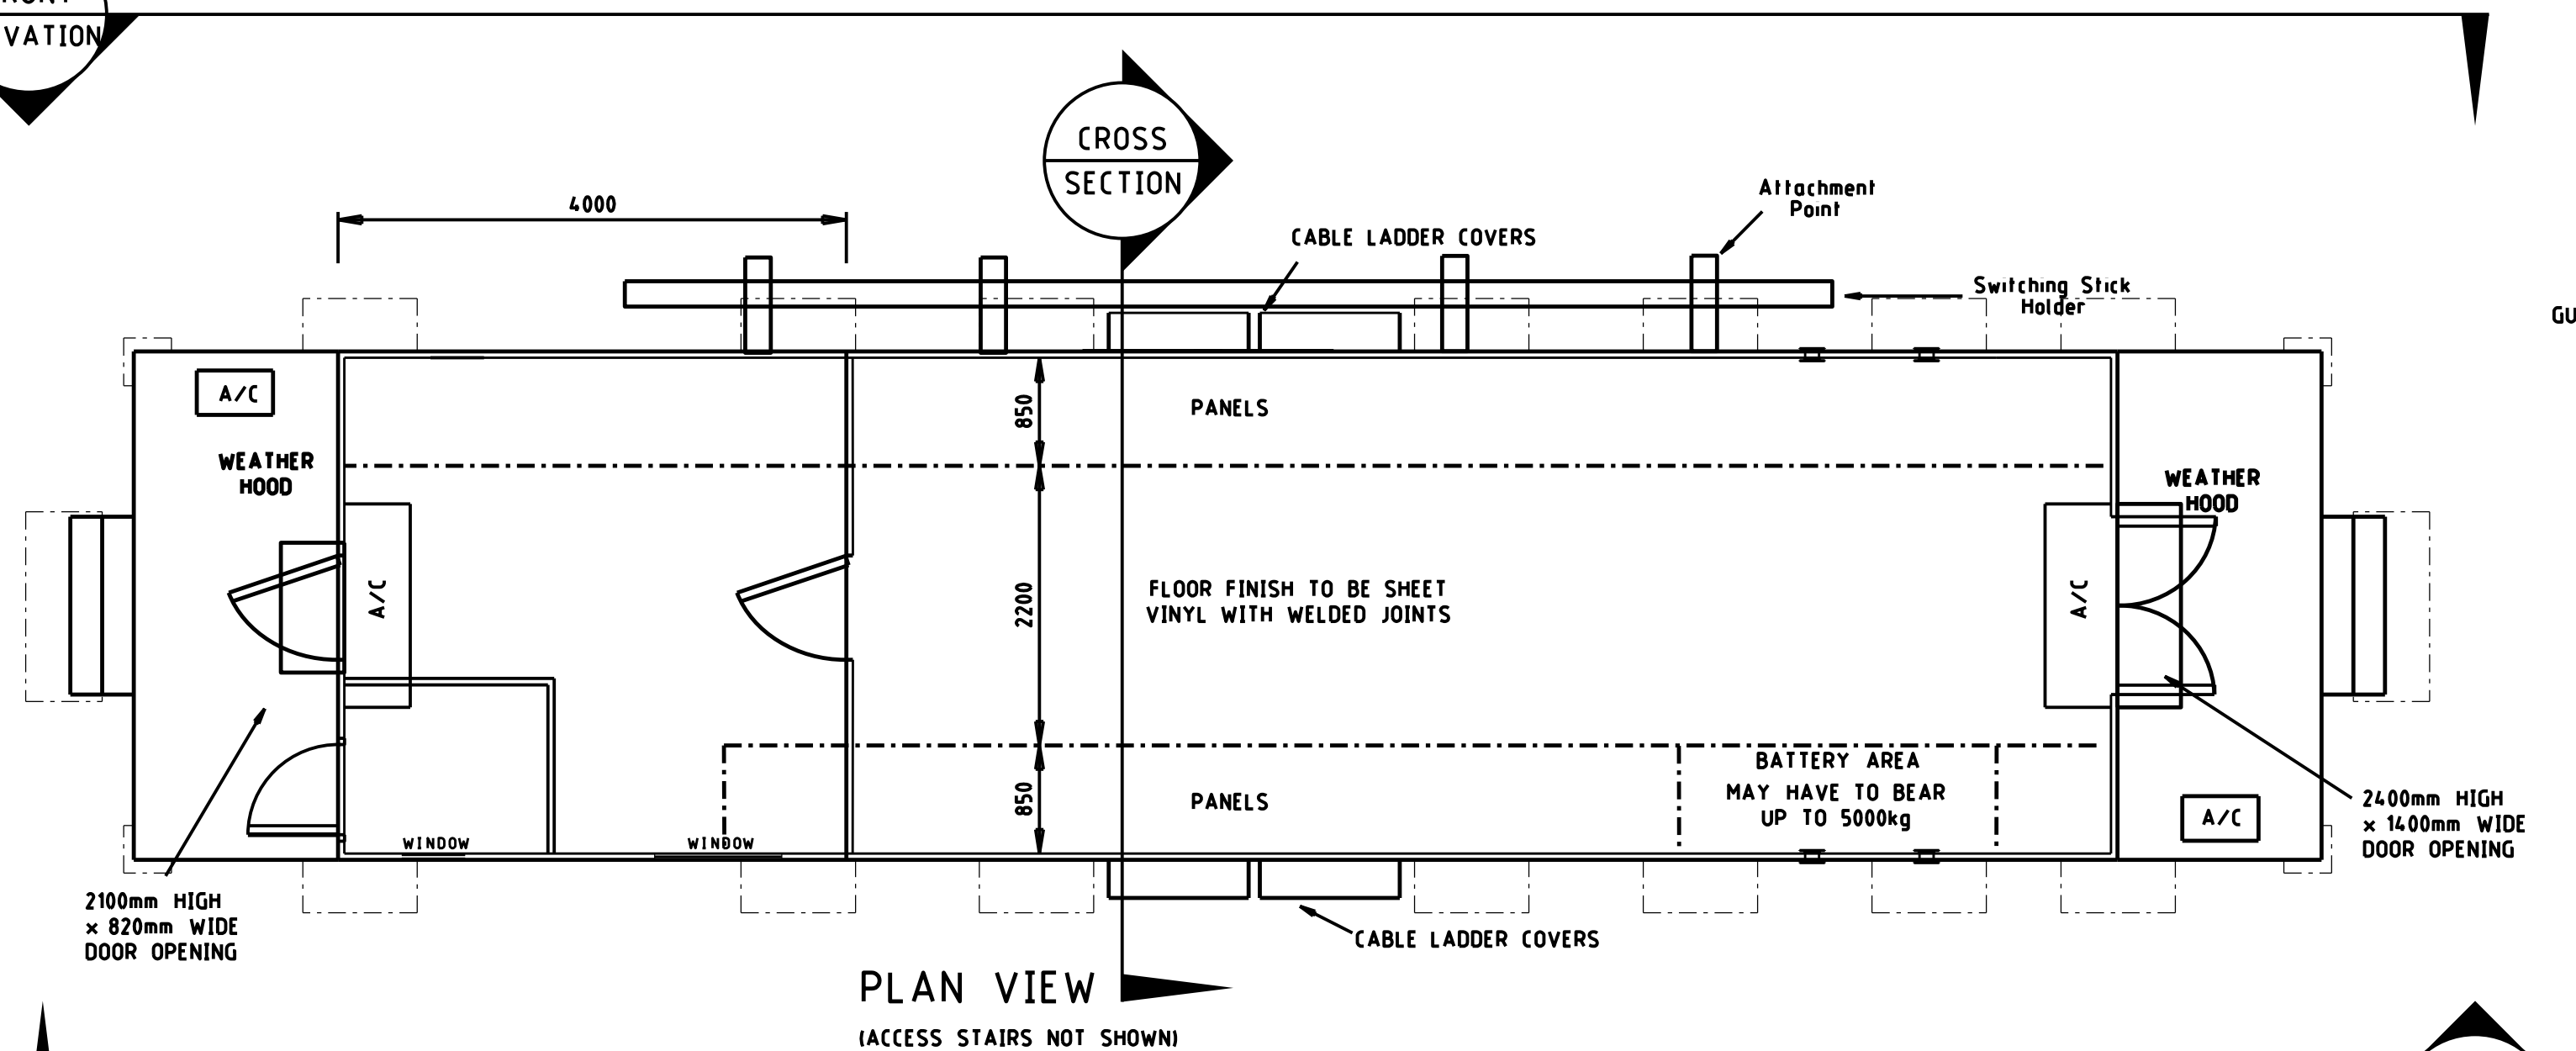 VATION
CROSS
SECTION
4000
Attachment
Point
CABLE LADDER COVERS
Switching Stick
Holder
GU
A/C
850
PANELS
WEATHER
HOOD
WEATHER
HOOD
A/C
2200
FLOOR FINISH TO BE SHEET
VINYL WITH WELDED JOINTS
A/C
850
PANELS
BATTERY AREA
MAY HAVE TO BEAR
UP TO 5000kg
A/C
WINDOW
WINDOW
2400mm HIGH
× 1400mm WIDE
DOOR OPENING
2100mm HIGH
× 820mm WIDE
DOOR OPENING
CABLE LADDER COVERS
PLAN VIEW
(ACCESS STAIRS NOT SHOWN)